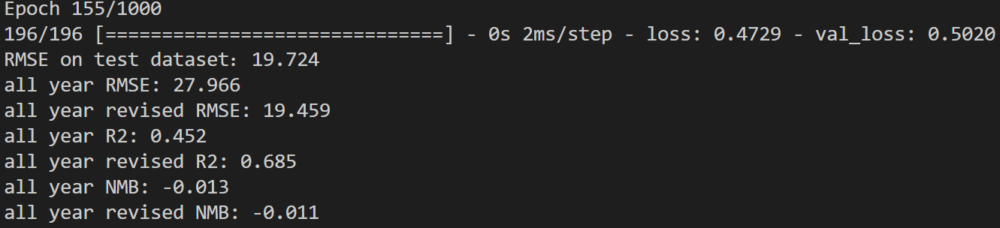 Epoch 155/1000
196/196 [==============================] - 0s 2ms/step - loss: 0.4729 - val_loss: 0.5020
RMSE on test dataset：19.724
all year RMSE: 27.966
all year revised RMSE: 19.459
all year R2: 0.452
all year revised R2: 0.685
all year NMB: -0.013
all year revised NMB: -0.011